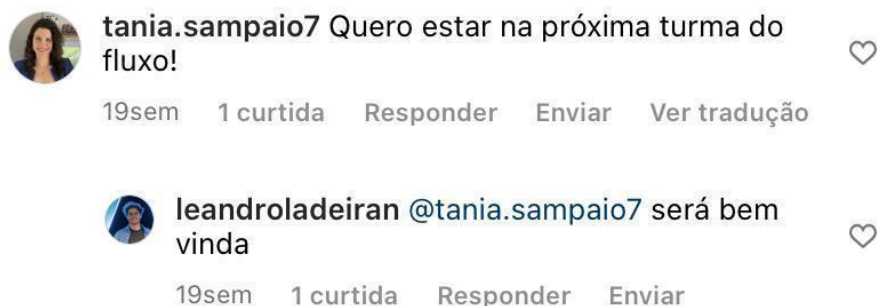 tania.sampaio7 Quero estar na próxima turma do
fluxo!
19sem 1 curtida Responder Enviar Ver tradução
leandroladeiran @tania.sampaio7 será bem
vinda
19sem 1 curtida Responder Enviar